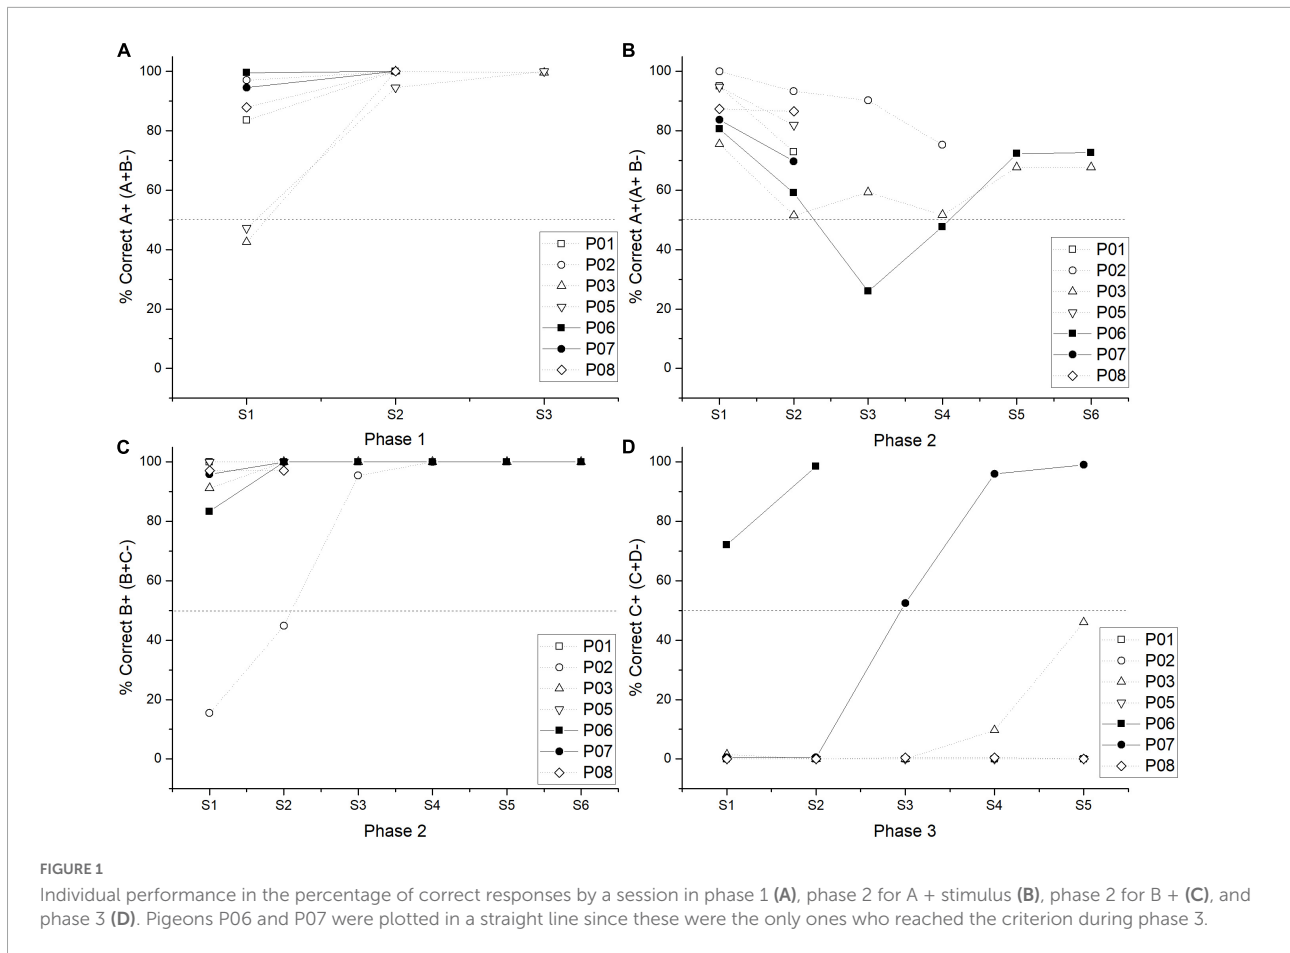 A
% Correct A+ (A+B-)
100
80
60
40
20
0
P01
P02
P03
P05
P06
P07
P08
S1
S2
S3
Phase 1
B
% Correct A+(A+ B-)
100
80
60
40
20
0
P01
P02
P03
P05
P06
P07
P08
S1
S2
S3
S4
S5
S6
Phase 2
C
% Correct B+ (B+C-)
100
80
60
40
20
0
P01
P02
P03
P05
P06
P07
P08
S1
S2
S3
S4
S5
S6
Phase 2
D
% Correct C+ (C+D-)
100
80
60
40
20
0
P01
P02
P03
P05
P06
P07
P08
S1
S2
S3
S4
S5
Phase 3
FIGURE 1
Individual performance in the percentage of correct responses by a session in phase 1 (A), phase 2 for A + stimulus (B), phase 2 for B + (C), and
phase 3 (D). Pigeons P06 and P07 were plotted in a straight line since these were the only ones who reached the criterion during phase 3.